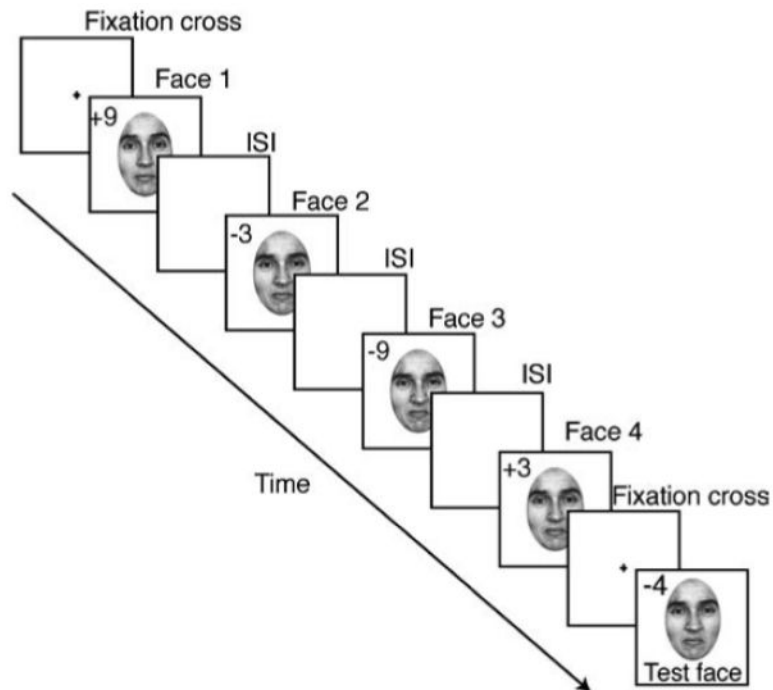 Fixation cross
Face 1
+9
ISI
Face 2
-3
ISI
Face 3
-9
ISI
Face 4
+3
Time
Fixation cross
-4
Test face